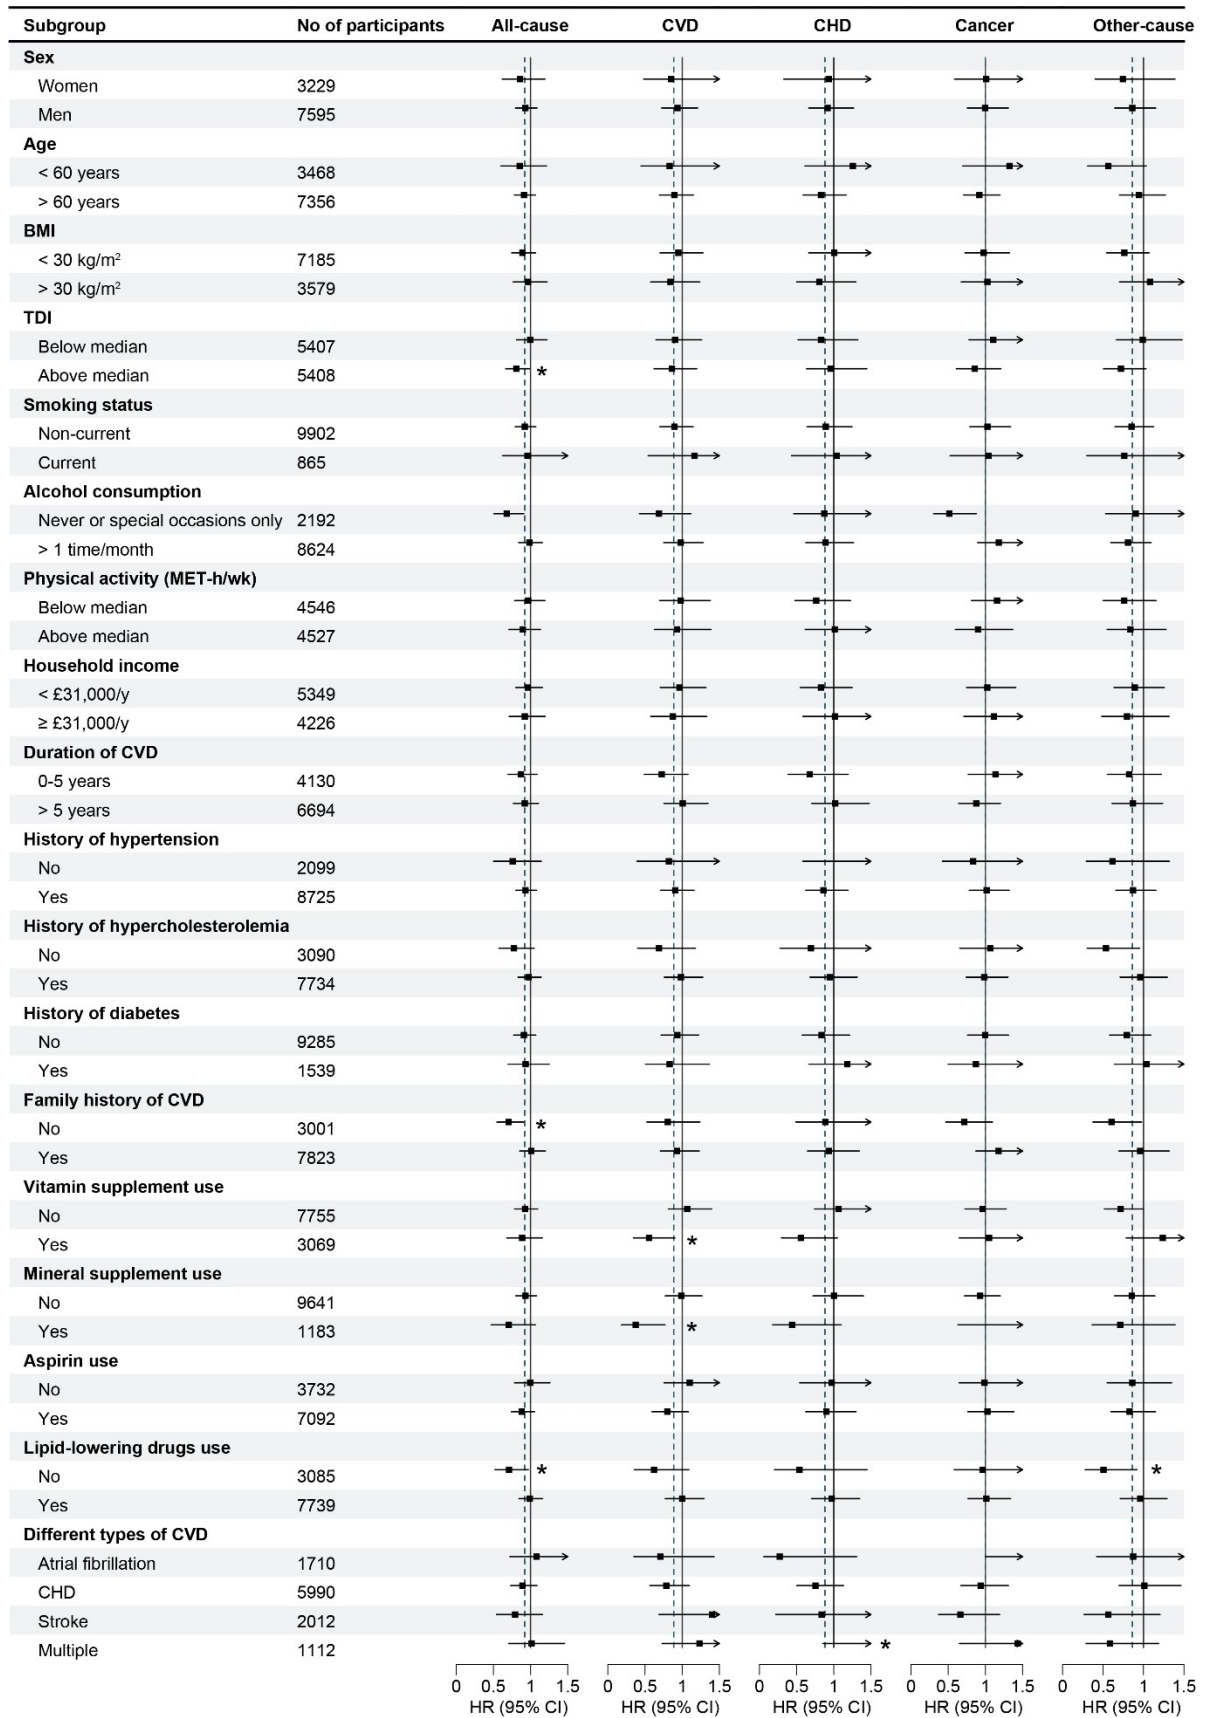 Subgroup No of participants All-cause CVD CHD Cancer Other-cause
Sex
Women 3229
Men 7595
Age
< 60 years 3468
> 60 years 7356
BMI
< 30 kg/m² 7185
> 30 kg/m² 3579
TDI
Below median 5407
Above median 5408 *
Smoking status
Non-current 9902
Current 865
Alcohol consumption
Never or special occasions only 2192
> 1 time/month 8624
Physical activity (MET-h/wk)
Below median 4546
Above median 4527
Household income
< £31,000/y 5349
≥ £31,000/y 4226
Duration of CVD
0-5 years 4130
> 5 years 6694
History of hypertension
No 2099
Yes 8725
History of hypercholesterolemia
No 3090
Yes 7734
History of diabetes
No 9285
Yes 1539
Family history of CVD
No 3001 *
Yes 7823
Vitamin supplement use
No 7755
Yes 3069 *
Mineral supplement use
No 9641
Yes 1183 *
Aspirin use
No 3732
Yes 7092
Lipid-lowering drugs use
No 3085 * *
Yes 7739
Different types of CVD
Atrial fibrillation 1710
CHD 5990
Stroke 2012
Multiple 1112 *
0 0.5 1 1.5 0 0.5 1 1.5 0 0.5 1 1.5 0 0.5 1 1.5 0 0.5 1 1.5
HR (95% CI) HR (95% CI) HR (95% CI) HR (95% CI) HR (95% CI)